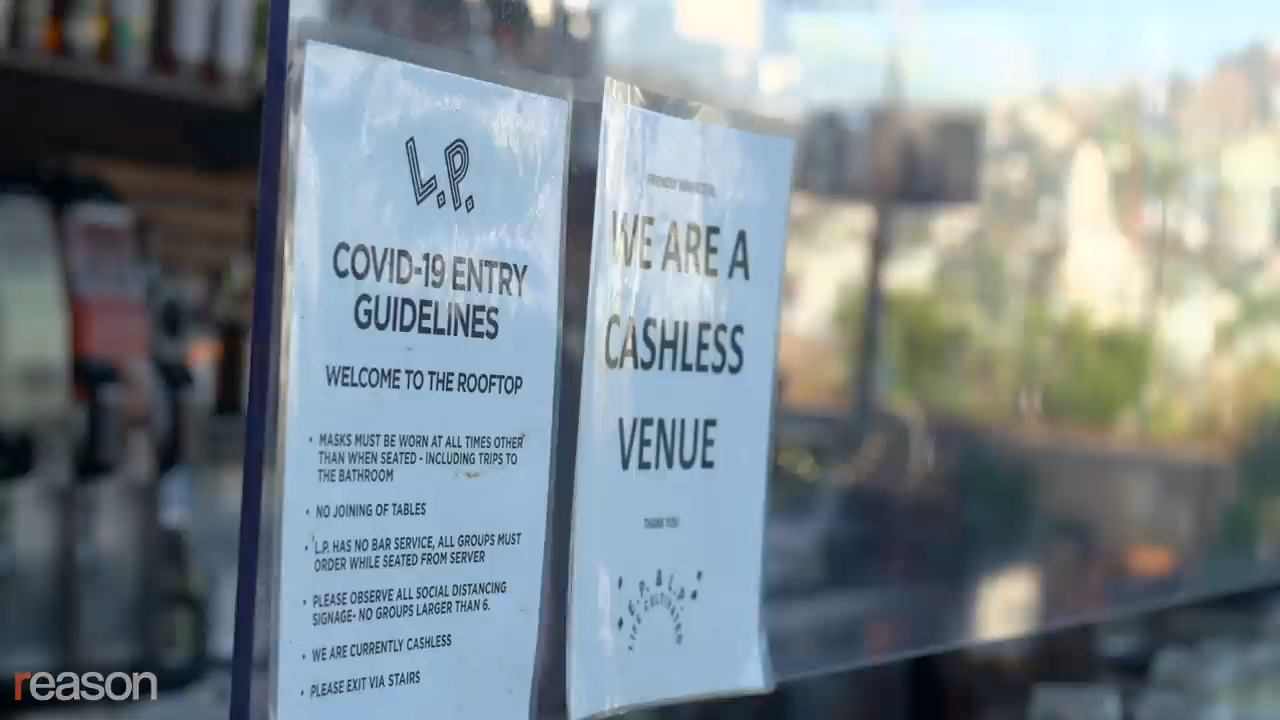 L.P.
COVID-19 ENTRY
GUIDELINES
WELCOME TO THE ROOFTOP
• MASKS MUST BE WORN AT ALL TIMES OTHER
THAN WHEN SEATED - INCLUDING TRIPS TO
THE BATHROOM
• NO JOINING OF TABLES
• L.P. HAS NO BAR SERVICE, ALL GROUPS MUST
ORDER WHILE SEATED FROM SERVER
• PLEASE OBSERVE ALL SOCIAL DISTANCING
SIGNAGE- NO GROUPS LARGER THAN 6.
• WE ARE CURRENTLY CASHLESS
• PLEASE EXIT VIA STAIRS
FRIENDLY REMINDER,
WE ARE A
CASHLESS
VENUE
THANK YOU
E.P. & L.P.
reason